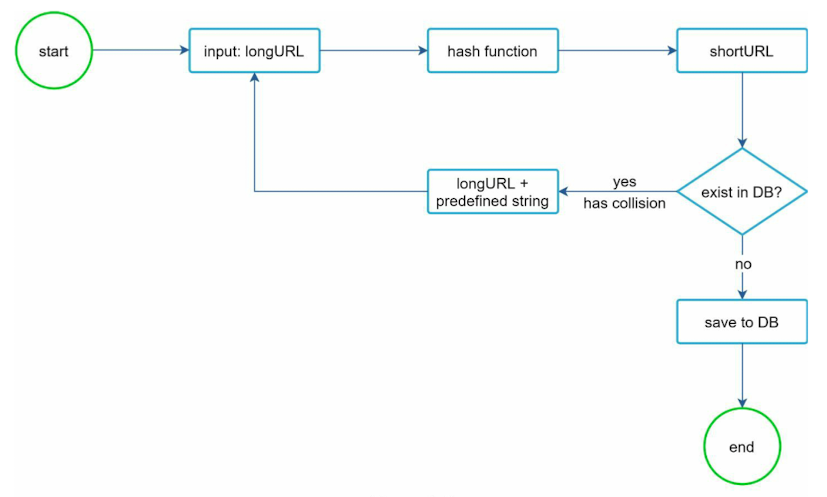 start
input: longURL
hash function
shortURL
longURL +
predefined string
yes
has collision
exist in DB?
no
save to DB
end